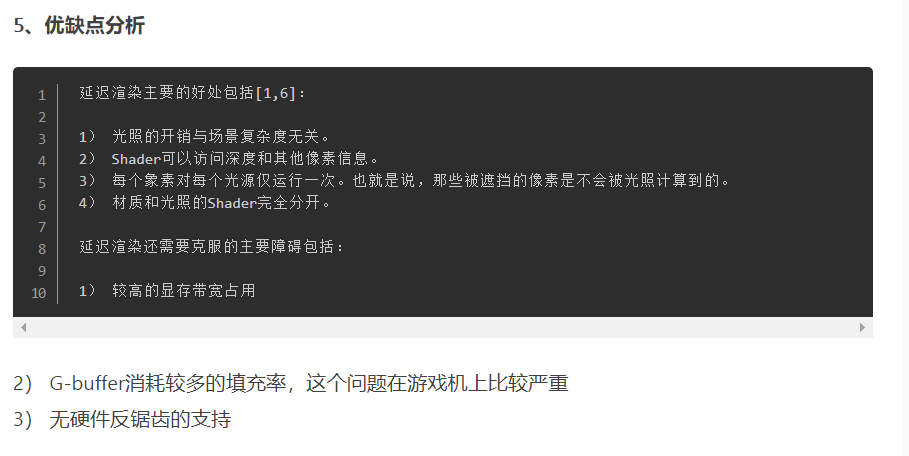 5、优缺点分析
1 延迟渲染主要的好处包括[1,6]：
2
3 1） 光照的开销与场景复杂度无关。
4 2） Shader可以访问深度和其他像素信息。
5 3） 每个象素对每个光源仅运行一次。也就是说，那些被遮挡的像素是不会被光照计算到的。
6 4） 材质和光照的Shader完全分开。
7
8 延迟渲染还需要克服的主要障碍包括：
9
10 1） 较高的显存带宽占用
2） G-buffer消耗较多的填充率，这个问题在游戏机上比较严重
3） 无硬件反锯齿的支持